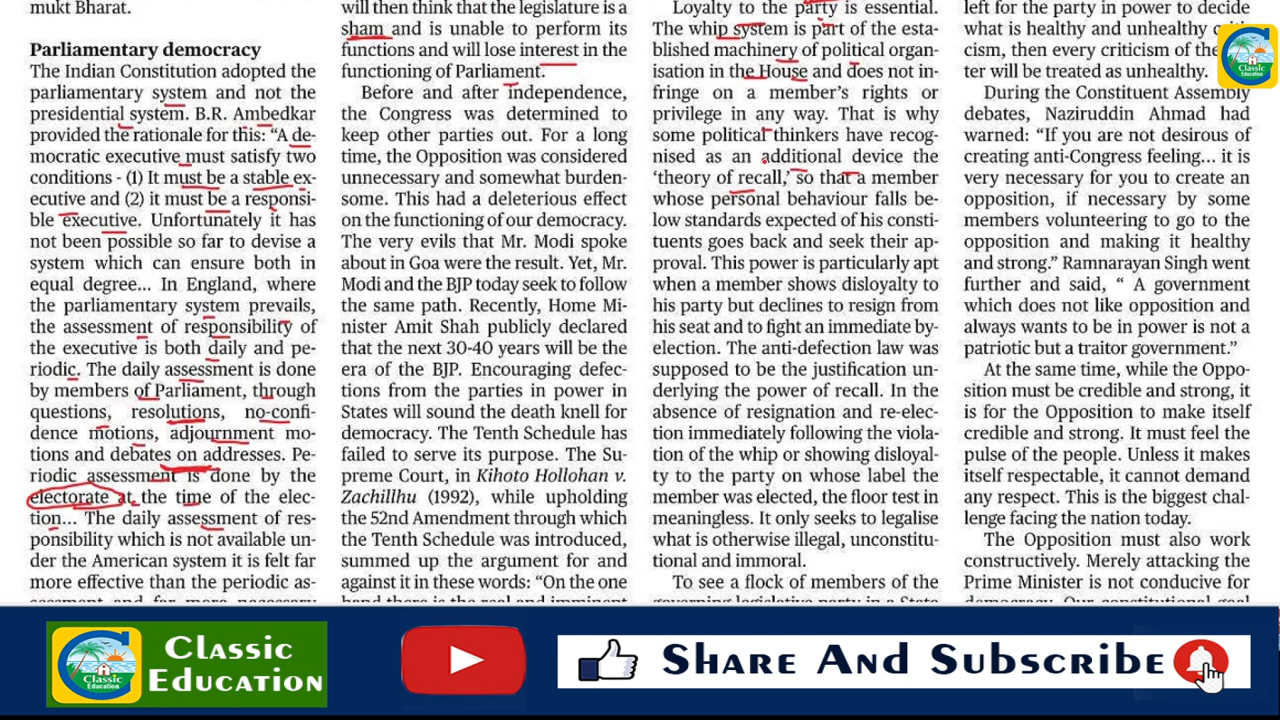 mukt Bharat.
Parliamentary democracy
The Indian Constitution adopted the
parliamentary system and not the
presidential system. B.R. Ambedkar
provided the rationale for this: “A de-
mocratic executive must satisfy two
conditions - (1) It must be a stable ex-
ecutive and (2) it must be a responsi-
ble executive. Unfortunately it has
not been possible so far to devise a
system which can ensure both in
equal degree... In England, where
the parliamentary system prevails,
the assessment of responsibility of
the executive is both daily and pe-
riodic. The daily assessment is done
by members of Parliament, through
questions, resolutions, no-confi-
dence motions, adjournment mo-
tions and debates on addresses. Pe-
riodic assessment is done by the
electorate at the time of the elec-
tion... The daily assessment of res-
ponsibility which is not available un-
der the American system it is felt far
more effective than the periodic as-
sessment and far more necessary
will then think that the legislature is a
sham and is unable to perform its
functions and will lose interest in the
functioning of Parliament.
Before and after independence,
the Congress was determined to
keep other parties out. For a long
time, the Opposition was considered
unnecessary and somewhat burden-
some. This had a deleterious effect
on the functioning of our democracy.
The very evils that Mr. Modi spoke
about in Goa were the result. Yet, Mr.
Modi and the BJP today seek to follow
the same path. Recently, Home Mi-
nister Amit Shah publicly declared
that the next 30-40 years will be the
era of the BJP. Encouraging defec-
tions from the parties in power in
States will sound the death knell for
democracy. The Tenth Schedule has
failed to serve its purpose. The Su-
preme Court, in Kihoto Hollohan v.
Zachillhu (1992), while upholding
the 52nd Amendment through which
the Tenth Schedule was introduced,
summed up the argument for and
against it in these words: “On the one
hand there is the real and imminent
Loyalty to the party is essential.
The whip system is part of the esta-
blished machinery of political organ-
isation in the House and does not in-
fringe on a member’s rights or
privilege in any way. That is why
some political thinkers have recog-
nised as an additional device the
‘theory of recall,’ so that a member
whose personal behaviour falls be-
low standards expected of his consti-
tuents goes back and seek their ap-
proval. This power is particularly apt
when a member shows disloyalty to
his party but declines to resign from
his seat and to fight an immediate by-
election. The anti-defection law was
supposed to be the justification un-
derlying the power of recall. In the
absence of resignation and re-elec-
tion immediately following the viola-
tion of the whip or showing disloyal-
ty to the party on whose label the
member was elected, the floor test in
meaningless. It only seeks to legalise
what is otherwise illegal, unconstitu-
tional and immoral.
To see a flock of members of the
governing legislative party in a State
left for the party in power to decide
what is healthy and unhealthy criti-
cism, then every criticism of the
ter will be treated as unhealthy.
During the Constituent Assembly
debates, Naziruddin Ahmad had
warned: “If you are not desirous of
creating anti-Congress feeling... it is
very necessary for you to create an
opposition, if necessary by some
members volunteering to go to the
opposition and making it healthy
and strong.” Ramnarayan Singh went
further and said, “ A government
which does not like opposition and
always wants to be in power is not a
patriotic but a traitor government.”
At the same time, while the Oppo-
sition must be credible and strong, it
is for the Opposition to make itself
credible and strong. It must feel the
pulse of the people. Unless it makes
itself respectable, it cannot demand
any respect. This is the biggest chal-
lenge facing the nation today.
The Opposition must also work
constructively. Merely attacking the
Prime Minister is not conducive for
democracy. Our constitutional goal
Classic
Education
Classic
Education
Classic
Education
Share And Subscribe